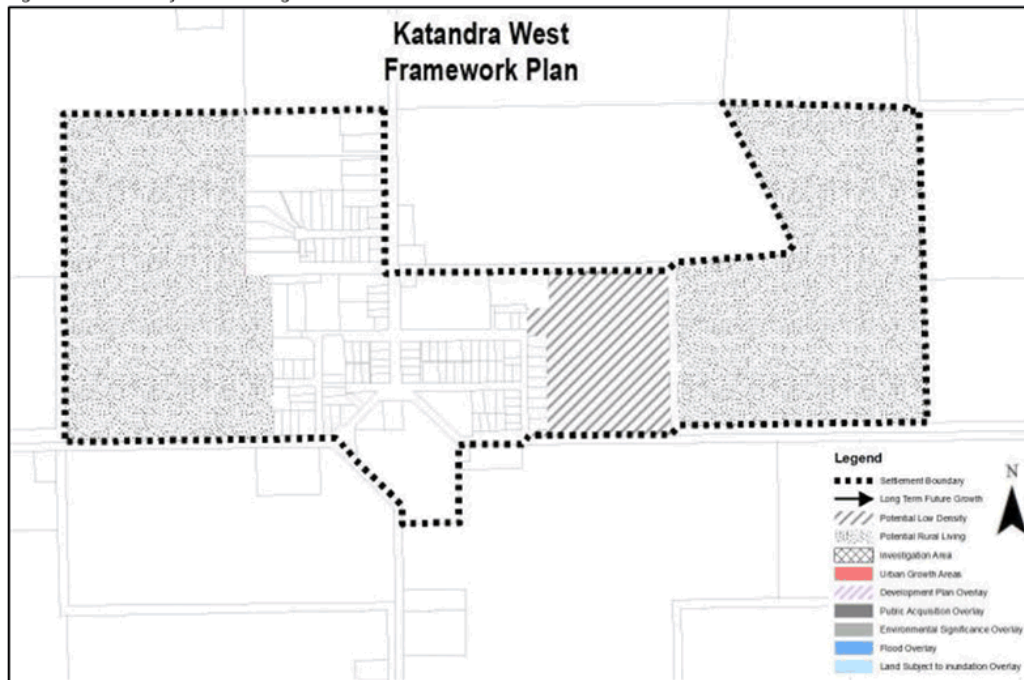 Katandra West
Framework Plan
Legend
Settlement Boundary
Long Term Future Growth
Potential Low Density
Potential Rural Living
Investigation Area
Urban Growth Areas
Development Plan Overlay
Public Acquisition Overlay
Environmental Significance Overlay
Flood Overlay
Land Subject to inundation Overlay
N